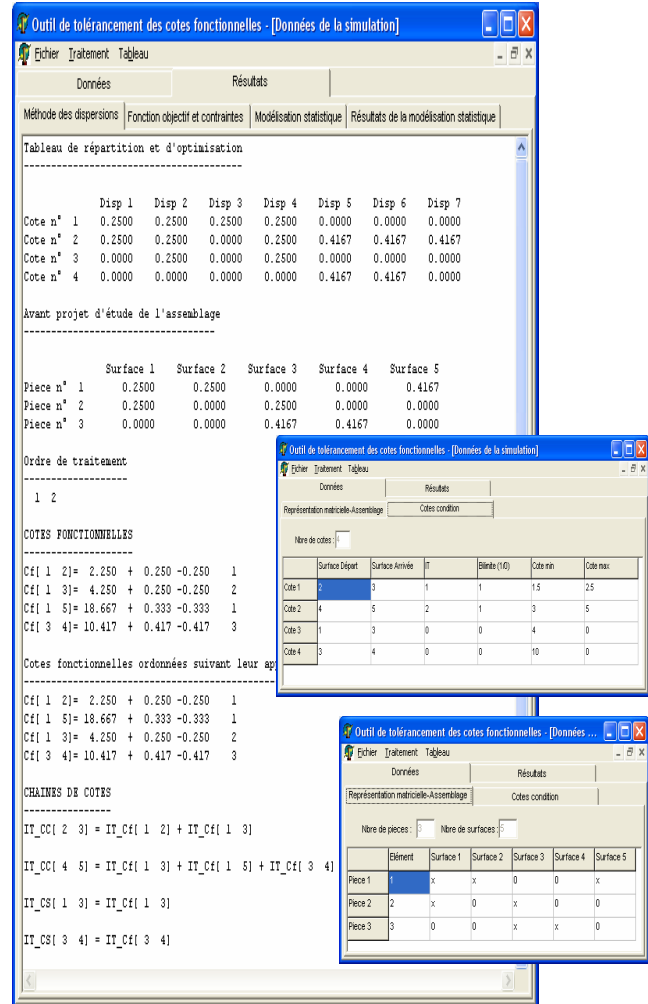 Outil de tolérancement des cotes fonctionnelles - [Données de la simulation]
Fichier Traitement Tableau
Données Résultats
Méthode des dispersions Fonction objectif et contraintes Modélisation statistique Résultats de la modélisation statistique
Tableau de répartition et d'optimisation
----------------------------------------
Disp 1 Disp 2 Disp 3 Disp 4 Disp 5 Disp 6 Disp 7
Cote n° 1 0.2500 0.2500 0.2500 0.2500 0.0000 0.0000 0.0000
Cote n° 2 0.2500 0.2500 0.0000 0.2500 0.4167 0.4167 0.4167
Cote n° 3 0.0000 0.2500 0.0000 0.2500 0.0000 0.0000 0.0000
Cote n° 4 0.0000 0.0000 0.0000 0.0000 0.4167 0.4167 0.0000
Avant projet d'étude de l'assemblage
-----------------------------------
Surface 1 Surface 2 Surface 3 Surface 4 Surface 5
Piece n° 1 0.2500 0.2500 0.0000 0.0000 0.4167
Piece n° 2 0.2500 0.0000 0.2500 0.0000 0.0000
Piece n° 3 0.0000 0.0000 0.4167 0.4167 0.0000
Ordre de traitement
-------------------
1 2
COTES FONCTIONNELLES
--------------------
Cf[ 1 2]= 2.250 + 0.250 -0.250 1
Cf[ 1 3]= 4.250 + 0.250 -0.250 2
Cf[ 1 5]= 18.667 + 0.333 -0.333 1
Cf[ 3 4]= 10.417 + 0.417 -0.417 3
Cotes fonctionnelles ordonnées suivant leur app
-----------------------------------------------
Cf[ 1 2]= 2.250 + 0.250 -0.250 1
Cf[ 1 5]= 18.667 + 0.333 -0.333 1
Cf[ 1 3]= 4.250 + 0.250 -0.250 2
Cf[ 3 4]= 10.417 + 0.417 -0.417 3
CHAINES DE COTES
----------------
IT_CC[ 2 3] = IT_Cf[ 1 2] + IT_Cf[ 1 3]
IT_CC[ 4 5] = IT_Cf[ 1 3] + IT_Cf[ 1 5] + IT_Cf[ 3 4]
IT_CS[ 1 3] = IT_Cf[ 1 3]
IT_CS[ 3 4] = IT_Cf[ 3 4]
Outil de tolérancement des cotes fonctionnelles - [Données de la simulation]
Fichier Traitement Tableau
Données Résultats
Représentation matricielle-Assemblage Cotes condition
Nbre de cotes : 4
Surface Départ Surface Arrivée IT Bilimite (1/0) Cote min Cote max
Cote 1 2 3 1 1 1.5 2.5
Cote 2 4 5 2 1 3 5
Cote 3 1 3 0 0 4 0
Cote 4 3 4 0 0 10 0
Outil de tolérancement des cotes fonctionnelles - [Données ...
Fichier Traitement Tableau
Données Résultats
Représentation matricielle-Assemblage Cotes condition
Nbre de pieces : 3 Nbre de surfaces : 5
Elément Surface 1 Surface 2 Surface 3 Surface 4 Surface 5
Piece 1 1 x x 0 0 x
Piece 2 2 x 0 x 0 0
Piece 3 3 0 0 x x 0